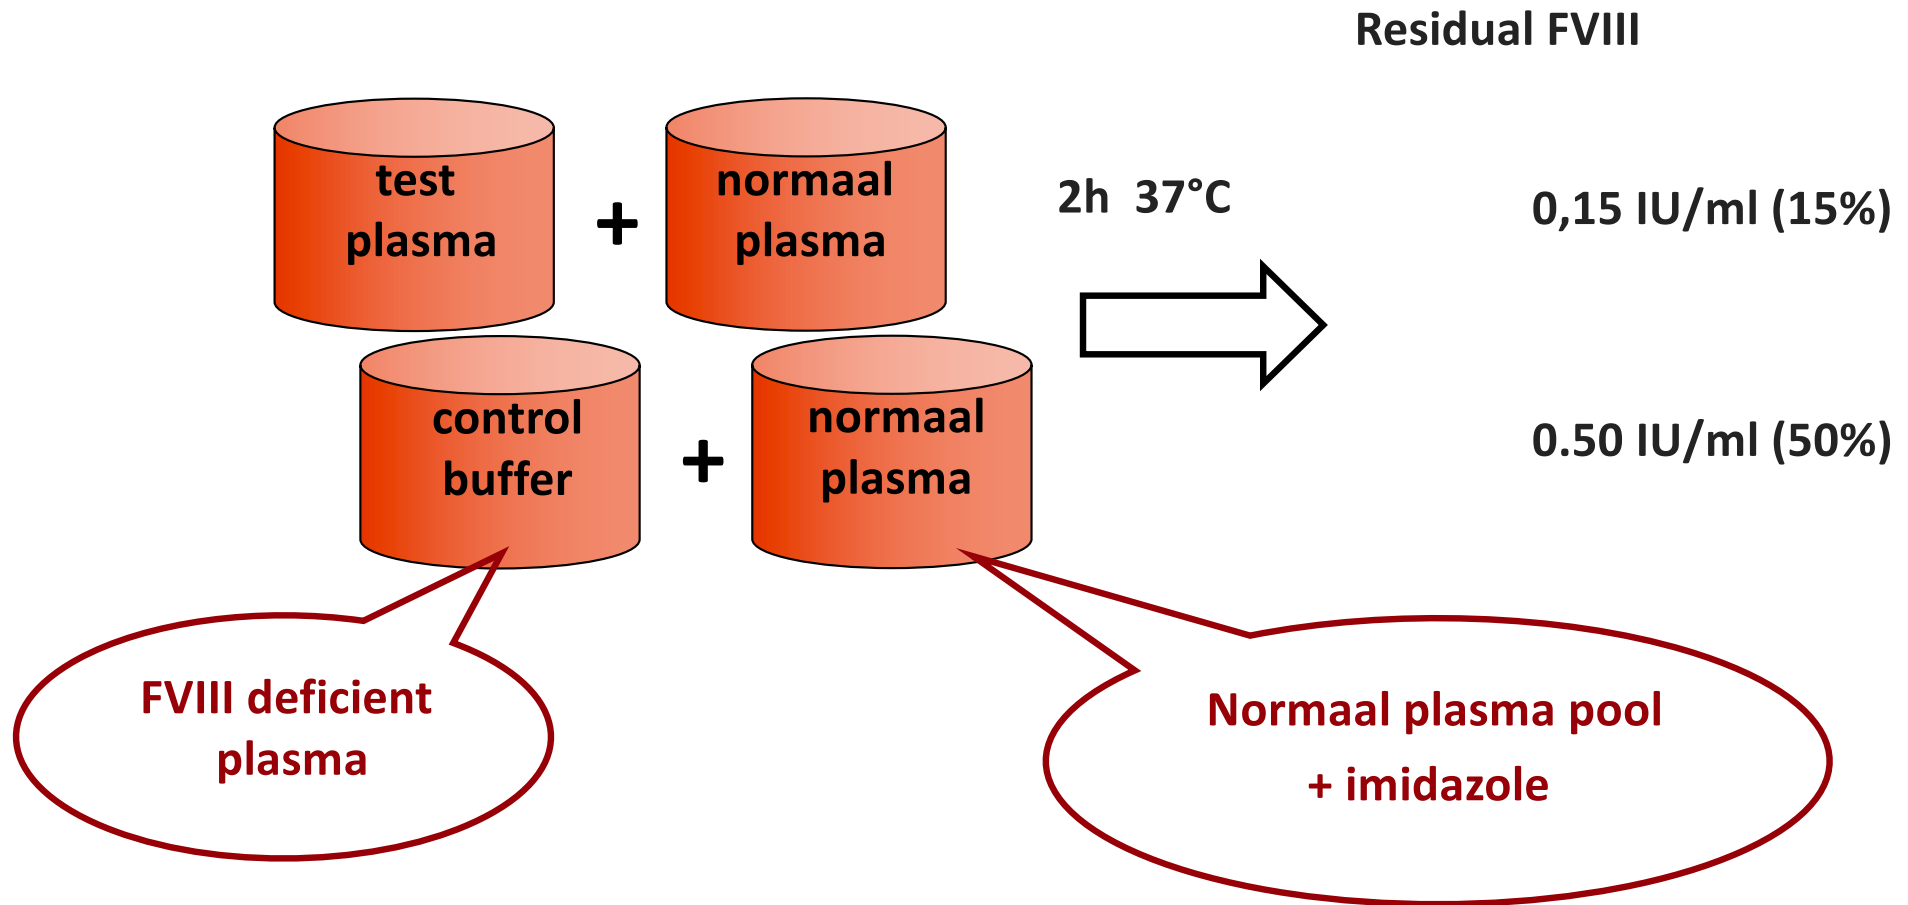 Residual FVIII
test
plasma
+
normaal
plasma
2h 37°C
0,15 IU/ml (15%)
control
buffer
+
normaal
plasma
0.50 IU/ml (50%)
FVIII deficient
plasma
Normaal plasma pool
+ imidazole